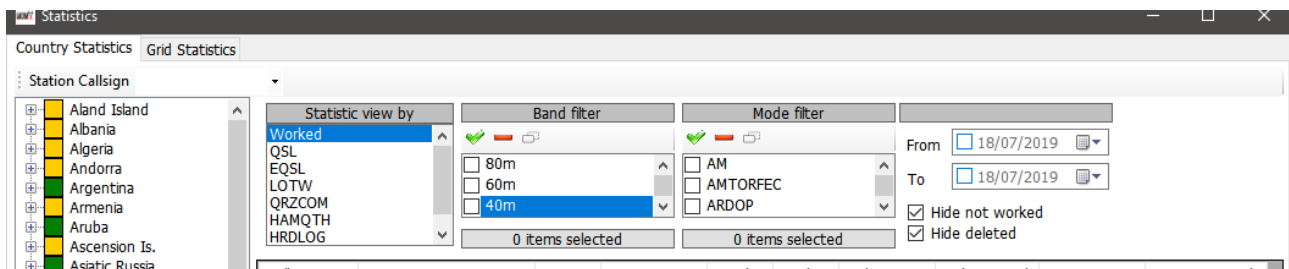 Statistics
Country Statistics Grid Statistics
Station Callsign
Aland Island
Albania
Algeria
Andorra
Argentina
Armenia
Aruba
Ascension Is.
Asiatic Russia
Statistic view by
Worked
QSL
EQSL
LOTW
QRZCOM
HAMQTH
HRDLOG
Band filter
80m
60m
40m
0 items selected
Mode filter
AM
AMTORFEC
ARDOP
0 items selected
From 18/07/2019
To 18/07/2019
Hide not worked
Hide deleted